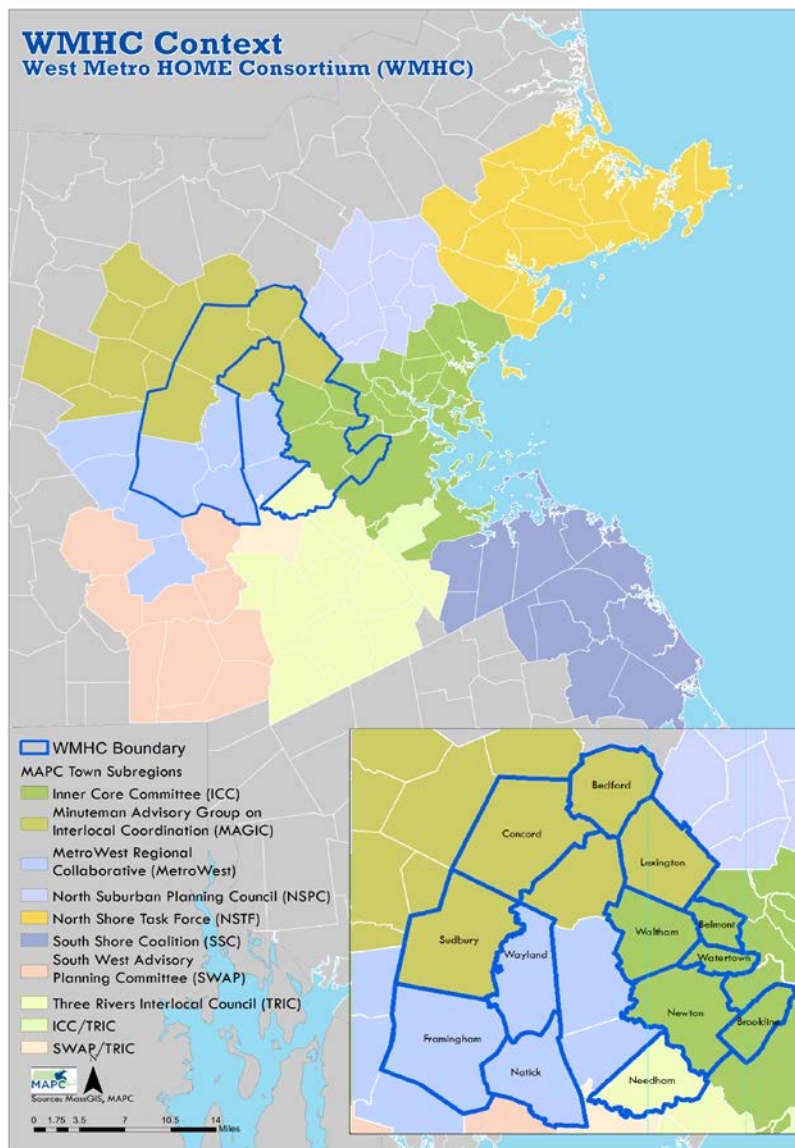 WMHC Context
West Metro HOME Consortium (WMHC)
WMHC Boundary
MAPC Town Subregions
Inner Core Committee (ICC)
Minuteman Advisory Group on
Interlocal Coordination (MAGIC)
MetroWest Regional
Collaborative (MetroWest)
North Suburban Planning Council (NSPC)
North Shore Task Force (NSTF)
South Shore Coalition (SSC)
South West Advisory
Planning Committee (SWAP)
Three Rivers Interlocal Council (TRIC)
ICC/TRIC
SWAP/TRIC
N
MAPC
Sources MassGIS, MAPC
0 1.75 3.5 7 10.5 14
Miles
Bedford
Concord
Lexington
Sudbury
Wayland
Waltham
Belmont
Watertown
Newton
Brookline
Framingham
Natick
Needham